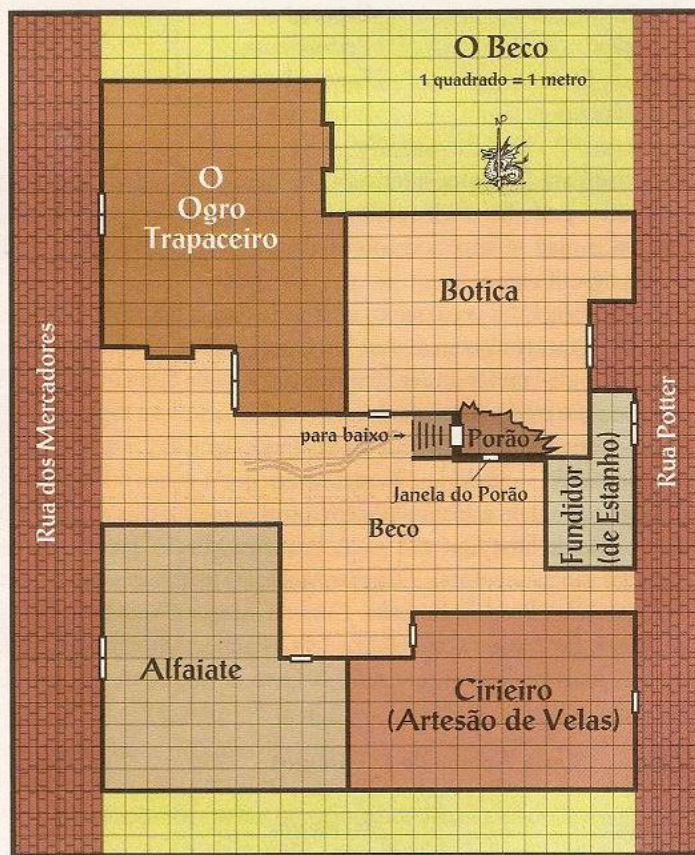 O Beco
1 quadrado = 1 metro
O
Ogro
Trapaceiro
Botica
Rua dos Mercadores
para baixo →
Porão
Janela do Porão
Beco
Fundidor
(de Estanho)
Rua Potter
Alfaiate
Cirieiro
(Artesão de Velas)